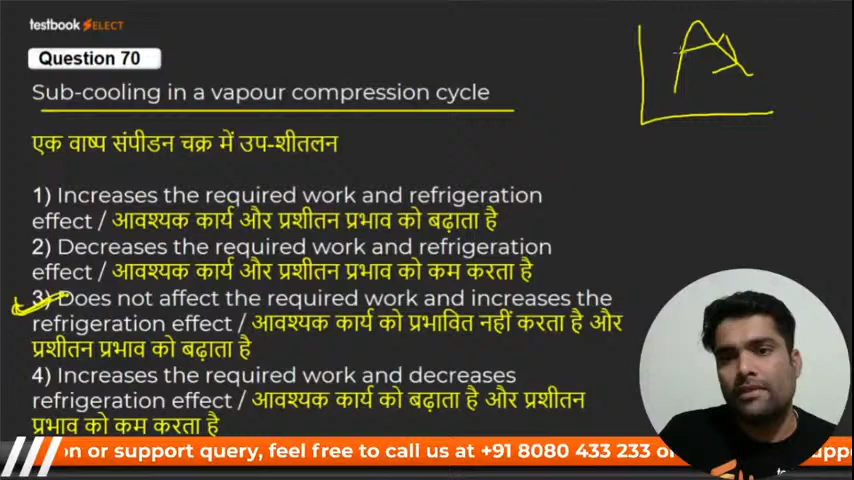 testbook SELECT
Question 70
Sub-cooling in a vapour compression cycle
एक वाष्प संपीडन चक्र में उप-शीतलन
1) Increases the required work and refrigeration
effect / आवश्यक कार्य और प्रशीतन प्रभाव को बढ़ाता है
2) Decreases the required work and refrigeration
effect / आवश्यक कार्य और प्रशीतन प्रभाव को कम करता है
3) Does not affect the required work and increases the
refrigeration effect / आवश्यक कार्य को प्रभावित नहीं करता है और
प्रशीतन प्रभाव को बढ़ाता है
4) Increases the required work and decreases
refrigeration effect / आवश्यक कार्य को बढ़ाता है और प्रशीतन
प्रभाव को कम करता है
on or support query, feel free to call us at +91 8080 433 233 o